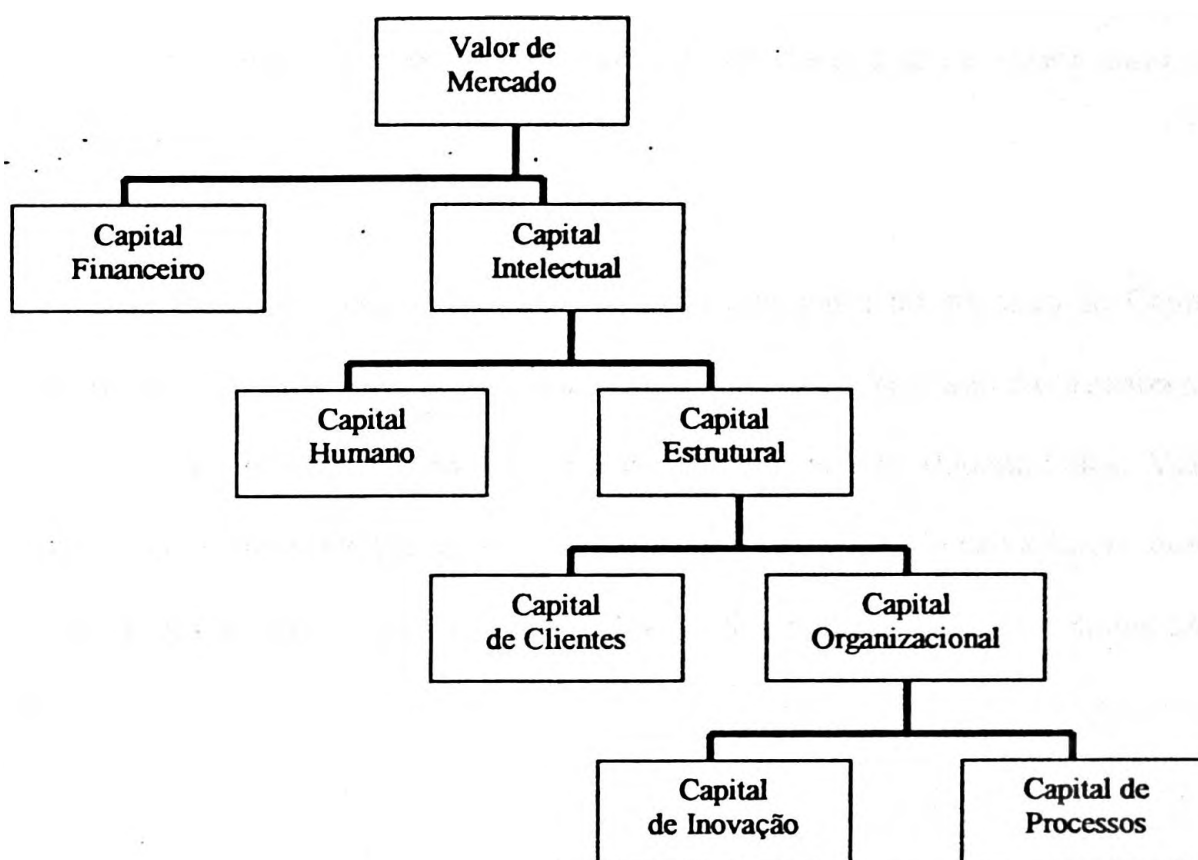 Valor de
Mercado
Capital
Financeiro
Capital
Intelectual
Capital
Humano
Capital
Estrutural
Capital
de Clientes
Capital
Organizacional
Capital
de Inovação
Capital de
Processos